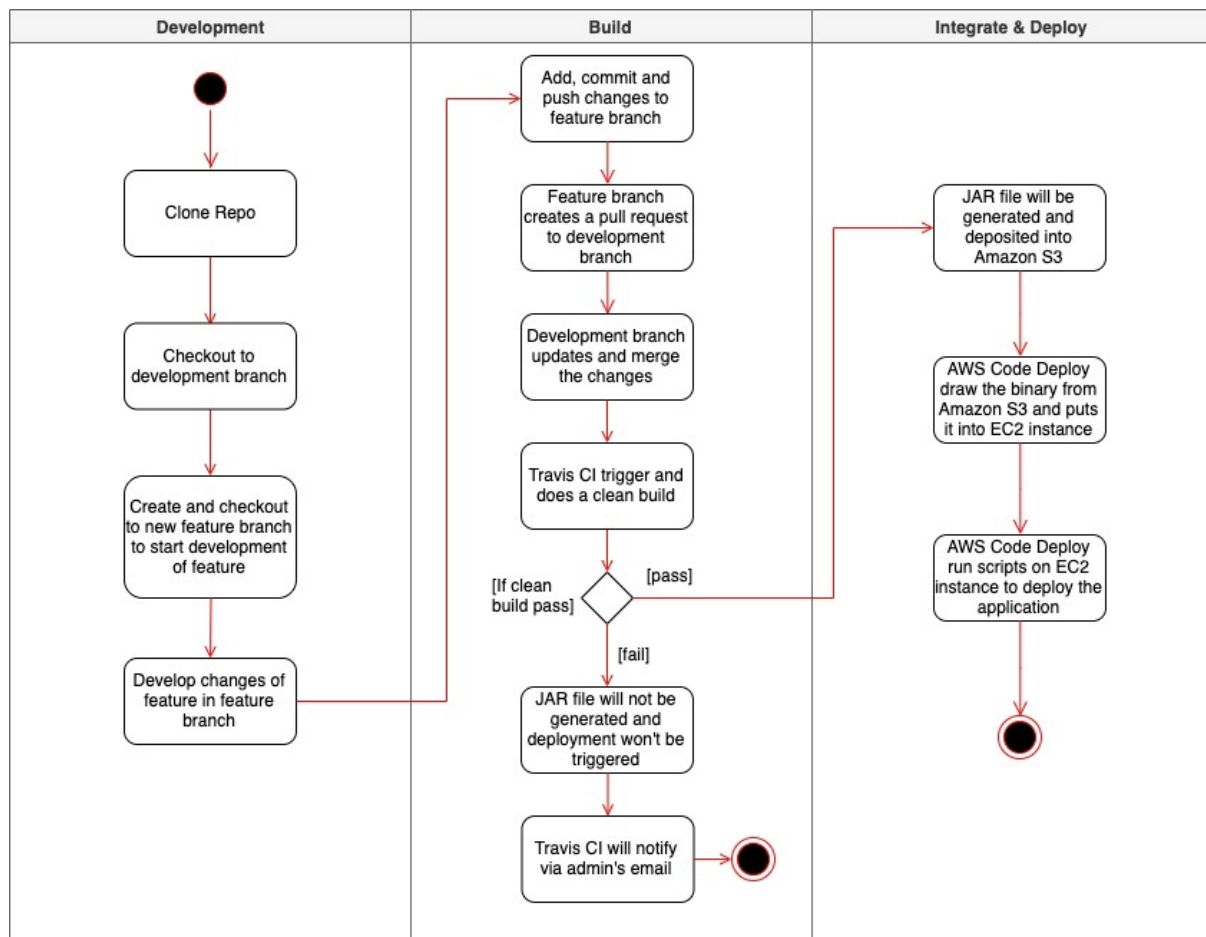 Development
Build
Integrate & Deploy
Clone Repo
Checkout to
development branch
Create and checkout
to new feature branch
to start development
of feature
Develop changes of
feature in feature
branch
Add, commit and
push changes to
feature branch
Feature branch
creates a pull request
to development
branch
Development branch
updates and merge
the changes
Travis CI trigger and
does a clean build
[If clean
build pass]
[pass]
[fail]
JAR file will not be
generated and
deployment won't be
triggered
Travis CI will notify
via admin's email
JAR file will be
generated and
deposited into
Amazon S3
AWS Code Deploy
draw the binary from
Amazon S3 and puts
it into EC2 instance
AWS Code Deploy
run scripts on EC2
instance to deploy the
application